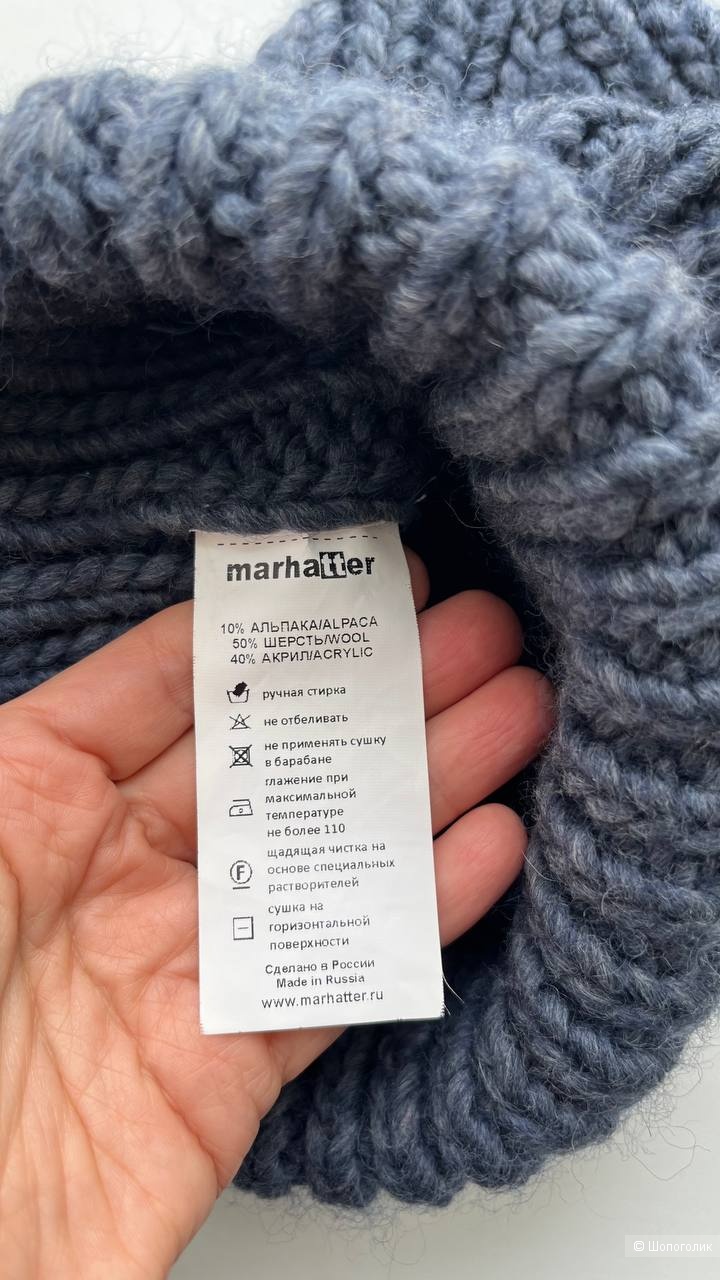 marhatter
10% АЛЬПАКА/ALPACA
50% ШЕРСТЬ/WOOL
40% АКРИЛ/ACRYLIC
ручная стирка
не отбеливать
не применять сушку
в барабане
глажение при
максимальной
температуре
не более 110
щадящая чистка на
основе специальных
растворителей
F
сушка на
горизонтальной
поверхности
Сделано в России
Made in Russia
www.marhatter.ru
© Шопоголик